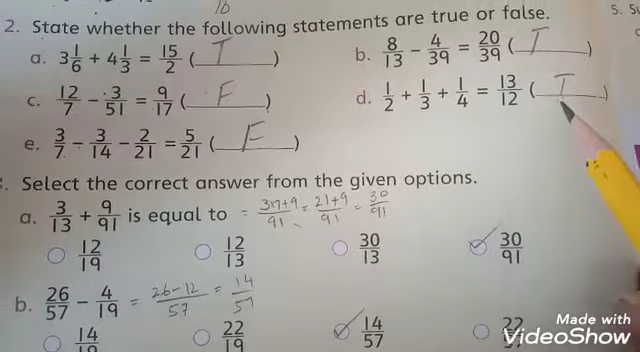 10
5. Su
2. State whether the following statements are true or false.
a. 3 1/6 + 4 1/3 = 15/2 ( T )
b. 8/13 − 4/39 = 20/39 ( T )
c. 12/7 − 3/51 = 9/17 ( F )
d. 1/2 + 1/3 + 1/4 = 13/12 ( T )
e. 3/7 − 3/14 − 2/21 = 5/21 ( F )
Select the correct answer from the given options.
a. 3/13 + 9/91 is equal to = 3x7+9/91 = 21+9/91 = 30/91
12/19 12/13 30/13 ✓ 30/91
b. 26/57 − 4/19 = 26-12/57 = 14/57
22/19 ✓ 14/57
Made with
VideoShow